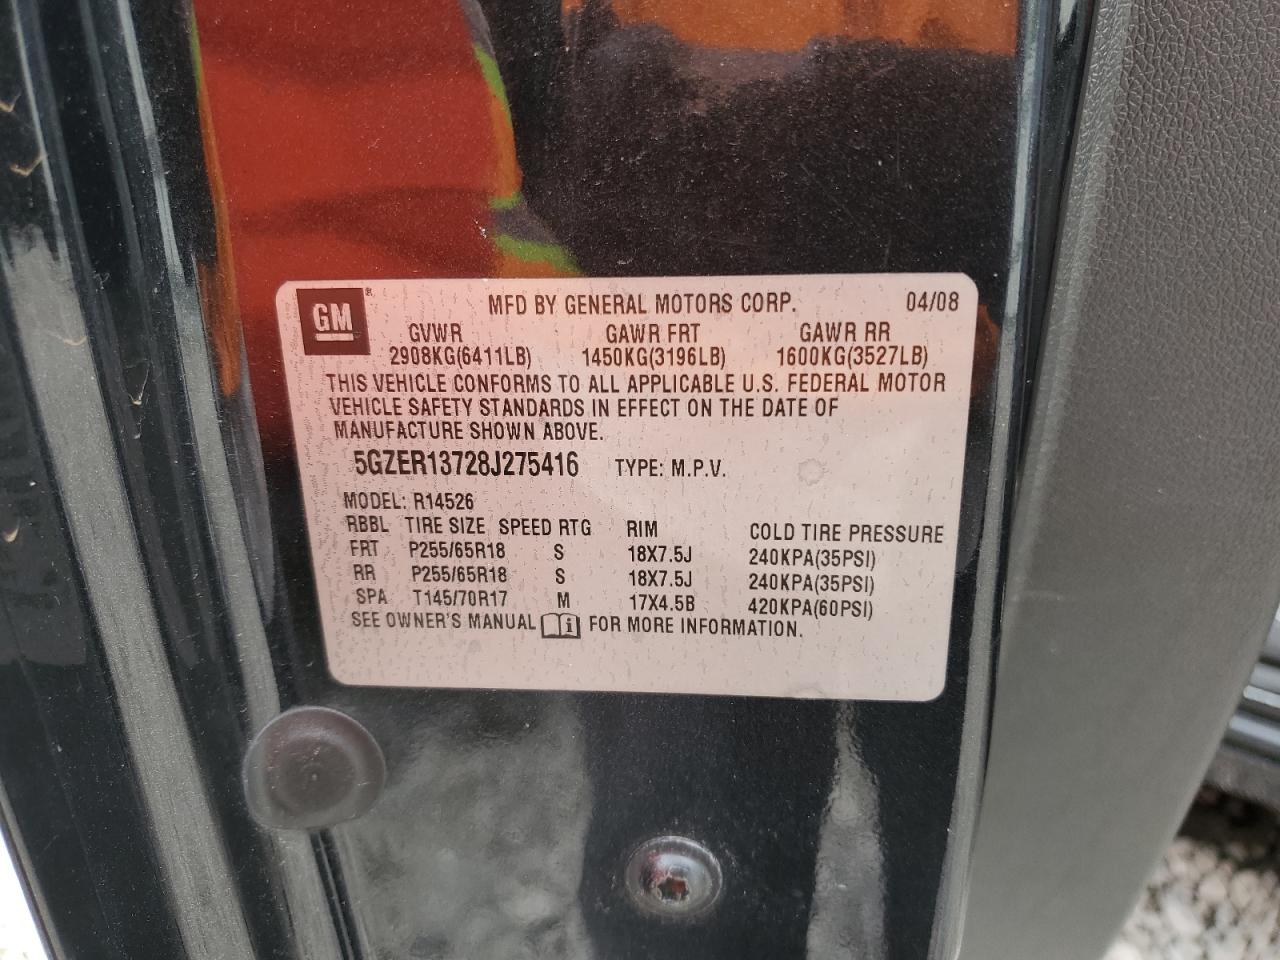 GM® MFD BY GENERAL MOTORS CORP. 04/08
GVWR GAWR FRT GAWR RR
2908KG(6411LB) 1450KG(3196LB) 1600KG(3527LB)
THIS VEHICLE CONFORMS TO ALL APPLICABLE U.S. FEDERAL MOTOR
VEHICLE SAFETY STANDARDS IN EFFECT ON THE DATE OF
MANUFACTURE SHOWN ABOVE.
5GZER13728J275416 TYPE: M.P.V.
MODEL: R14526
RBBL TIRE SIZE SPEED RTG RIM COLD TIRE PRESSURE
FRT P255/65R18 S 18X7.5J 240KPA(35PSI)
RR P255/65R18 S 18X7.5J 240KPA(35PSI)
SPA T145/70R17 M 17X4.5B 420KPA(60PSI)
SEE OWNER'S MANUAL FOR MORE INFORMATION.